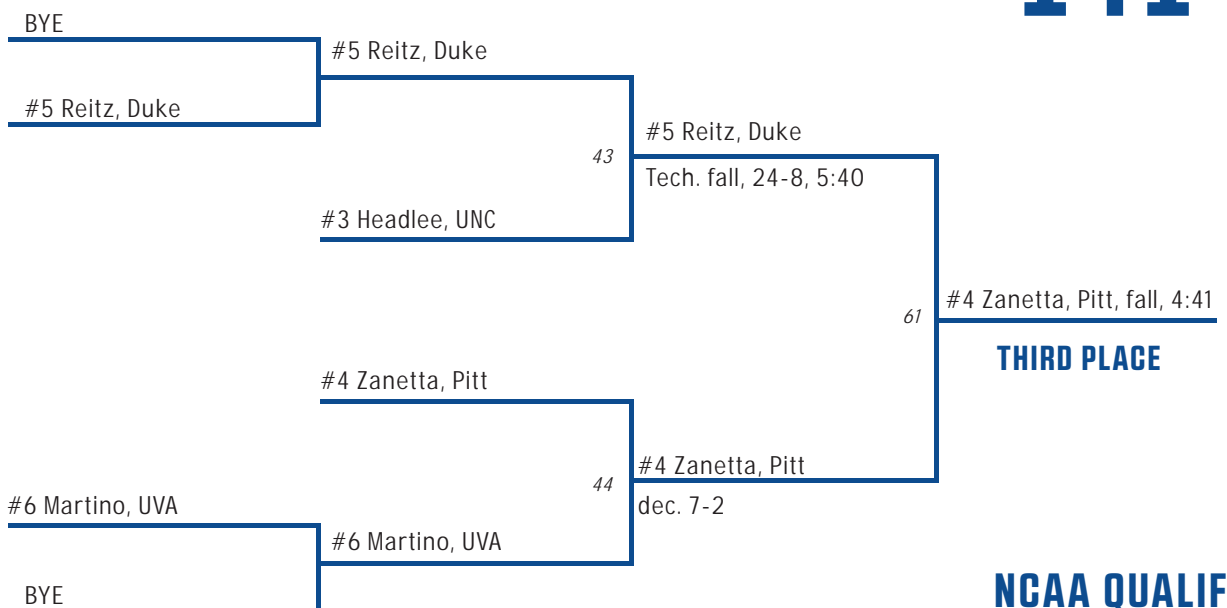 BYE
#5 Reitz, Duke
#5 Reitz, Duke
#5 Reitz, Duke
43
Tech. fall, 24-8, 5:40
#3 Headlee, UNC
#4 Zanetta, Pitt, fall, 4:41
61
THIRD PLACE
#4 Zanetta, Pitt
#4 Zanetta, Pitt
44
dec. 7-2
#6 Martino, UVA
#6 Martino, UVA
BYE
NCAA QUALIF